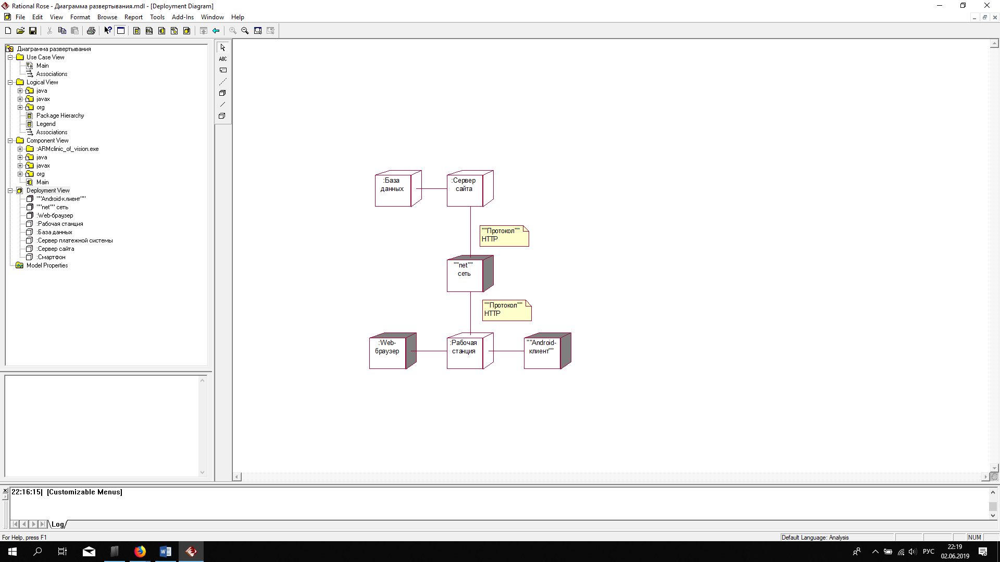 Rational Rose - Диаграмма развертывания.mdl - [Deployment Diagram]
File Edit View Format Browse Report Tools Add-Ins Window Help
Диаграмма развертывания
Use Case View
Main
Associations
Logical View
java
javax
org
Package Hierarchy
Legend
Associations
Component View
:ARMclinic_of_vision.exe
java
javax
org
Main
Deployment View
""Android-клиент""
""net"" сеть
:Web-браузер
:Рабочая станция
:База данных
:Сервер платежной системы
:Сервер сайта
:Смартфон
Model Properties
ABC
:База
данных
:Сервер
сайта
""Протокол""
HTTP
""net""
сеть
""Протокол""
HTTP
:Web-
браузер
:Рабочая
станция
""Android-
клиент""
22:16:15| [Customizable Menus]
Log
For Help, press F1
Default Language: Analysis
NUM
РУС
22:19
02.06.2019